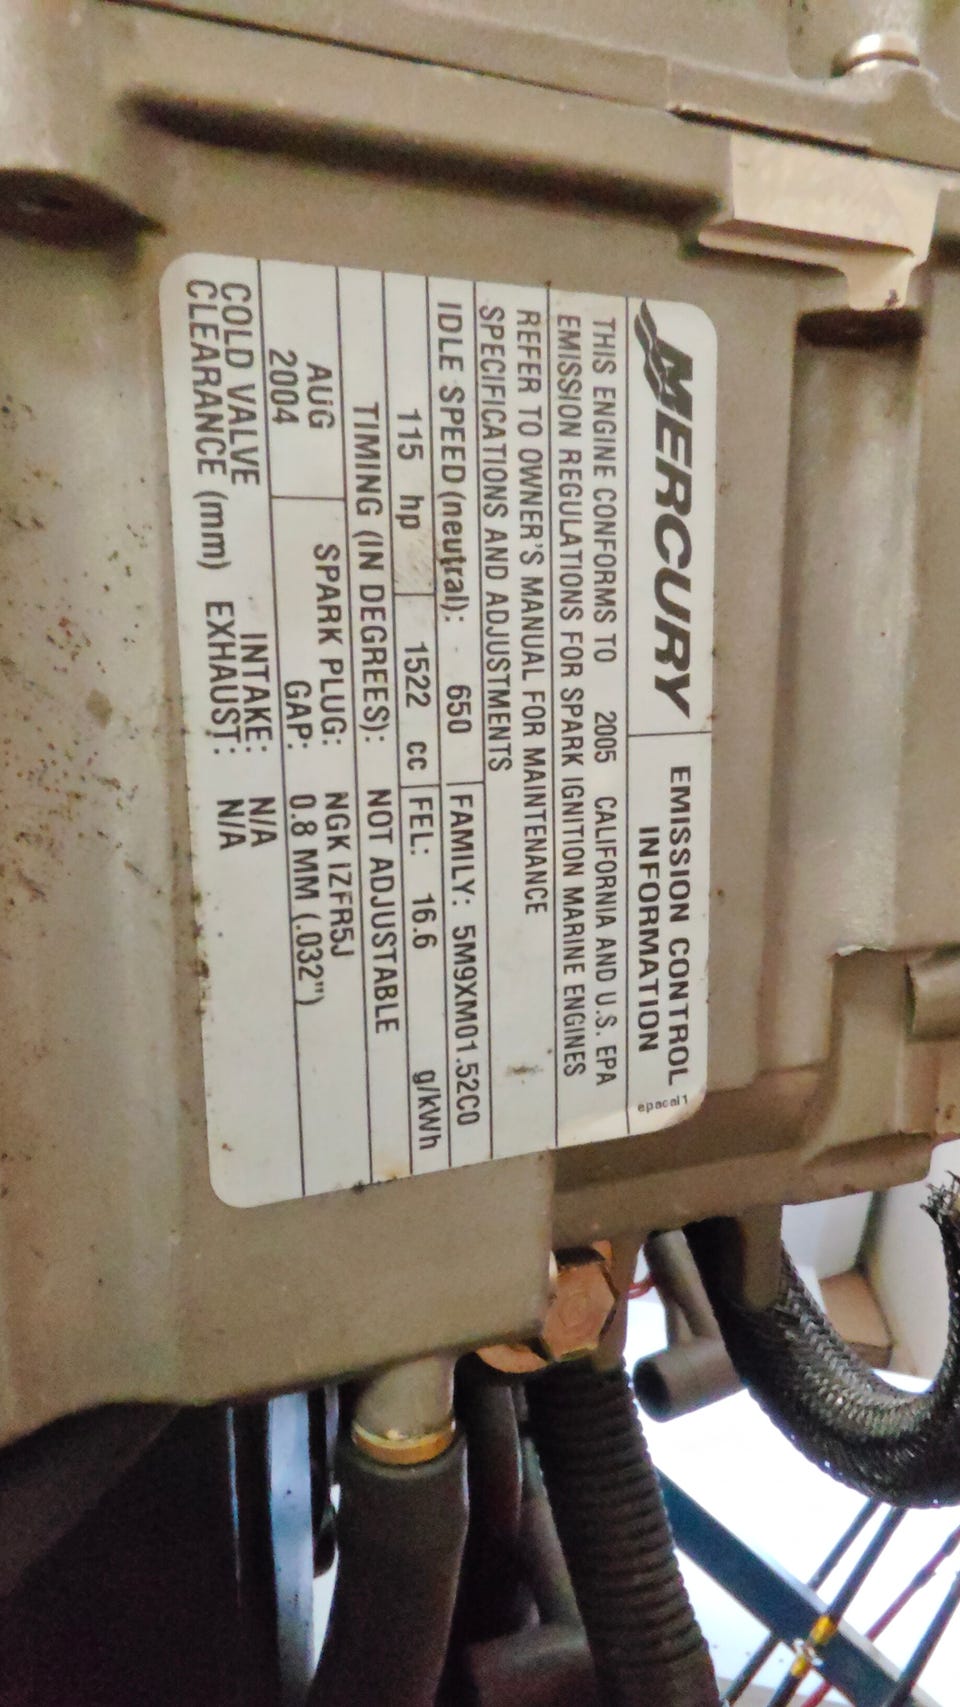 MERCURY
EMISSION CONTROL
INFORMATION
epacal1
THIS ENGINE CONFORMS TO 2005 CALIFORNIA AND U.S. EPA
EMISSION REGULATIONS FOR SPARK IGNITION MARINE ENGINES
REFER TO OWNER'S MANUAL FOR MAINTENANCE
SPECIFICATIONS AND ADJUSTMENTS
IDLE SPEED (neutral): 650 FAMILY: 5M9XM01.52C0
115 hp 1522 cc FEL: 16.6 g/kWh
TIMING (IN DEGREES): NOT ADJUSTABLE
AUG SPARK PLUG: NGK IZFR5J
2004 GAP: 0.8 MM (.032")
COLD VALVE INTAKE: N/A
CLEARANCE (mm) EXHAUST: N/A